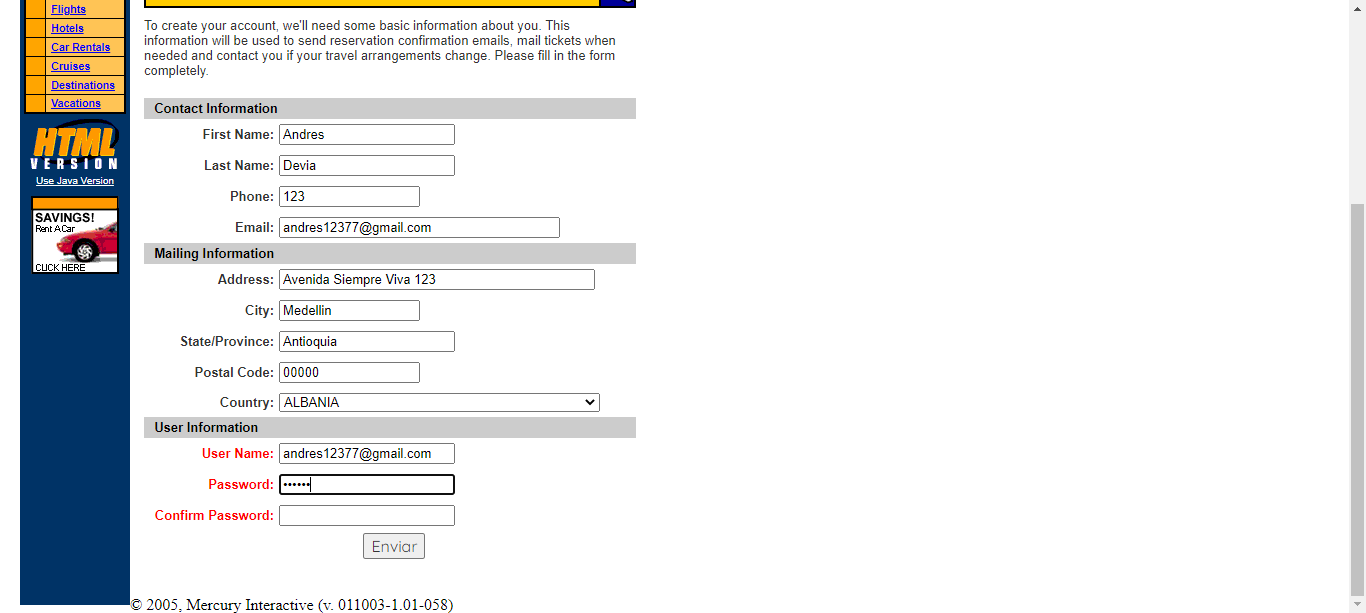 Flights
Hotels
Car Rentals
Cruises
Destinations
Vacations
HTML
VERSION
Use Java Version
SAVINGS!
Rent A Car
CLICK HERE
To create your account, we'll need some basic information about you. This
information will be used to send reservation confirmation emails, mail tickets when
needed and contact you if your travel arrangements change. Please fill in the form
completely.
Contact Information
First Name: Andres
Last Name: Devia
Phone: 123
Email: andres12377@gmail.com
Mailing Information
Address: Avenida Siempre Viva 123
City: Medellin
State/Province: Antioquia
Postal Code: 00000
Country: ALBANIA
User Information
User Name: andres12377@gmail.com
Password: ••••••
Confirm Password:
Enviar
© 2005, Mercury Interactive (v. 011003-1.01-058)